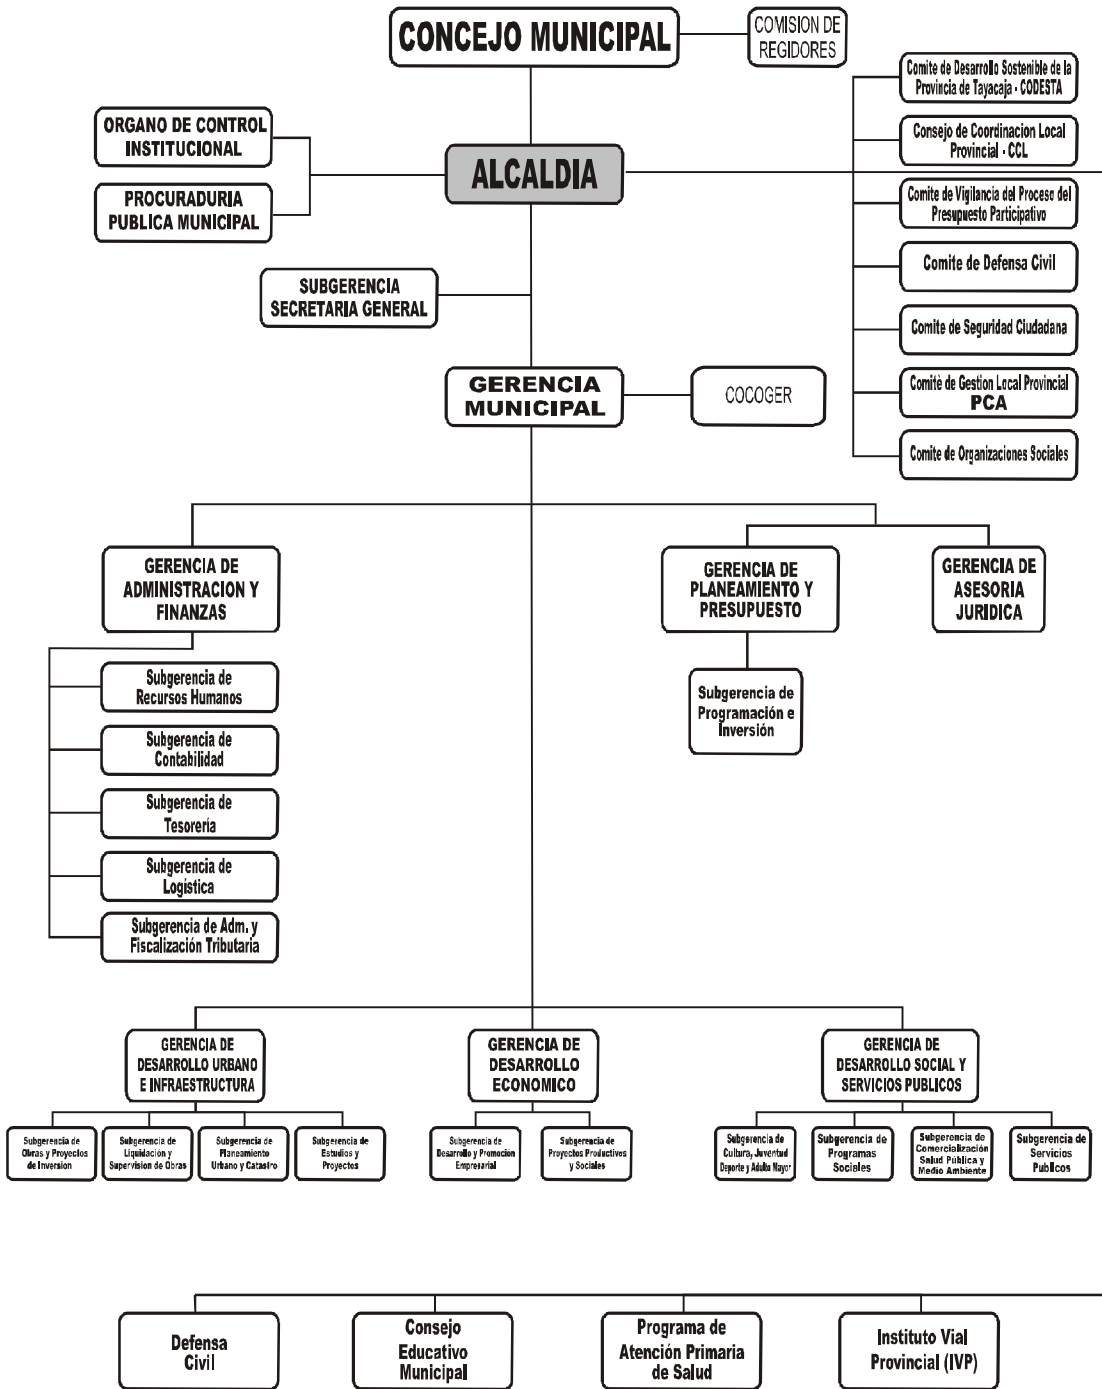 CONCEJO MUNICIPAL
COMISION DE
REGIDORES
Comite de Desarrollo Sostenible de la
Provincia de Tayacaja - CODESTA
ORGANO DE CONTROL
INSTITUCIONAL
Consejo de Coordinacion Local
Provincial - CCL
ALCALDIA
PROCURADURIA
PUBLICA MUNICIPAL
Comite de Vigilancia del Proceso del
Presupuesto Participativo
Comite de Defensa Civil
SUBGERENCIA
SECRETARIA GENERAL
Comite de Seguridad Ciudadana
GERENCIA
MUNICIPAL
COCOGER
Comitè de Gestion Local Provincial
PCA
Comite de Organizaciones Sociales
GERENCIA DE
ADMINISTRACION Y
FINANZAS
GERENCIA DE
PLANEAMIENTO Y
PRESUPUESTO
GERENCIA DE
ASESORIA
JURIDICA
Subgerencia de
Recursos Humanos
Subgerencia de
Contabilidad
Subgerencia de
Tesorería
Subgerencia de
Logística
Subgerencia de Adm. y
Fiscalización Tributaria
Subgerencia de
Programación e
Inversión
GERENCIA DE
DESARROLLO URBANO
E INFRAESTRUCTURA
GERENCIA DE
DESARROLLO
ECONOMICO
GERENCIA DE
DESARROLLO SOCIAL Y
SERVICIOS PUBLICOS
Subgerencia de
Obras y Proyectos
de Inversion
Subgerencia de
Liquidación y
Supervision de Obras
Subgerencia de
Planeamiento
Urbano y Catastro
Subgerencia de
Estudios y
Proyectos
Subgerencia de
Desarrollo y Promoción
Empresarial
Subgerencia de
Proyectos Productivos
y Sociales
Subgerencia de
Cultura, Juventud
Deporte y Adulto Mayor
Subgerencia de
Programas
Sociales
Subgerencia de
Comercialización
Salud Pública y
Medio Ambiente
Subgerencia de
Servicios
Publicos
Defensa
Civil
Consejo
Educativo
Municipal
Programa de
Atención Primaria
de Salud
Instituto Vial
Provincial (IVP)